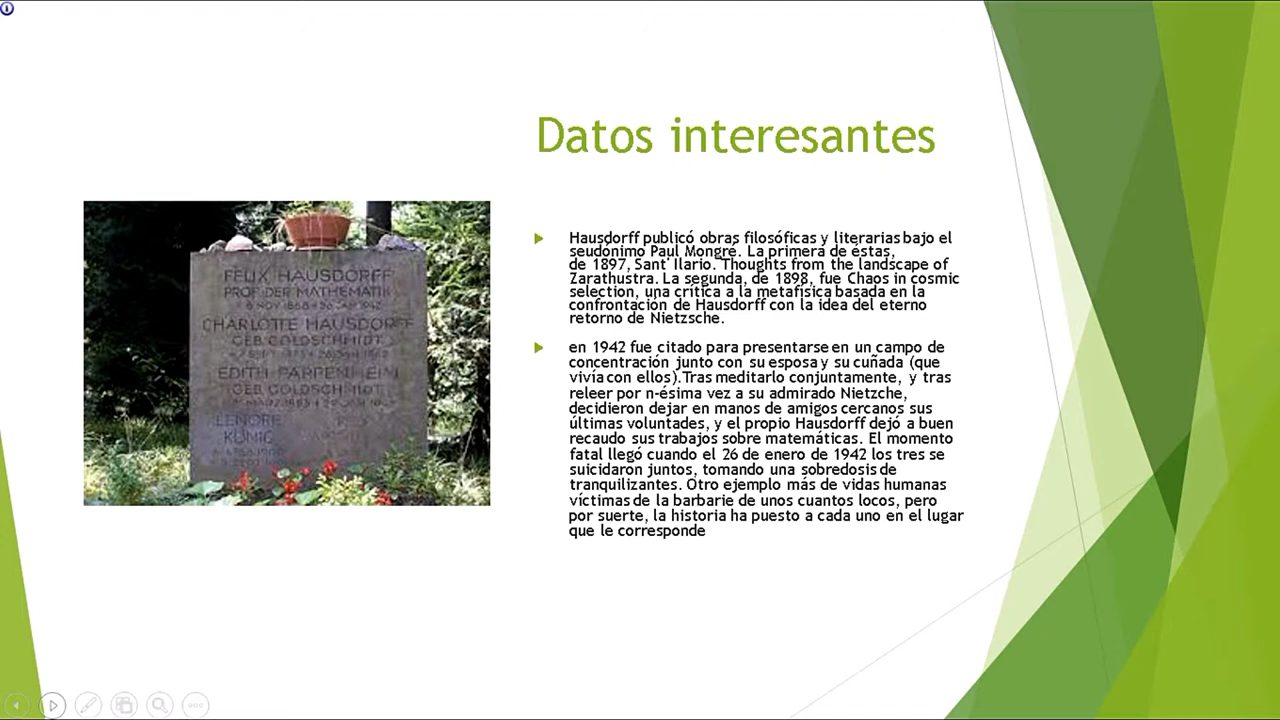 Datos interesantes
Hausdorff publicó obras filosóficas y literarias bajo el
seudónimo Paul Mongré. La primera de éstas,
de 1897, Sant' Ilario. Thoughts from the landscape of
Zarathustra. La segunda, de 1898, fue Chaos in cosmic
selection, una crítica a la metafísica basada en la
confrontación de Hausdorff con la idea del eterno
retorno de Nietzsche.
en 1942 fue citado para presentarse en un campo de
concentración junto con su esposa y su cuñada (que
vivía con ellos).Tras meditarlo conjuntamente, y tras
releer por n-ésima vez a su admirado Nietzche,
decidieron dejar en manos de amigos cercanos sus
últimas voluntades, y el propio Hausdorff dejó a buen
recaudo sus trabajos sobre matemáticas. El momento
fatal llegó cuando el 26 de enero de 1942 los tres se
suicidaron juntos, tomando una sobredosis de
tranquilizantes. Otro ejemplo más de vidas humanas
víctimas de la barbarie de unos cuantos locos, pero
por suerte, la historia ha puesto a cada uno en el lugar
que le corresponde
FELIX HAUSDORFF
PROF DER MATHEMATIK
CHARLOTTE HAUSDORFF
GEB GOLDSCHMIDT
EDITH PAPPENHEIM
GEB GOLDSCHMIDT
LENORE
KÖNIG